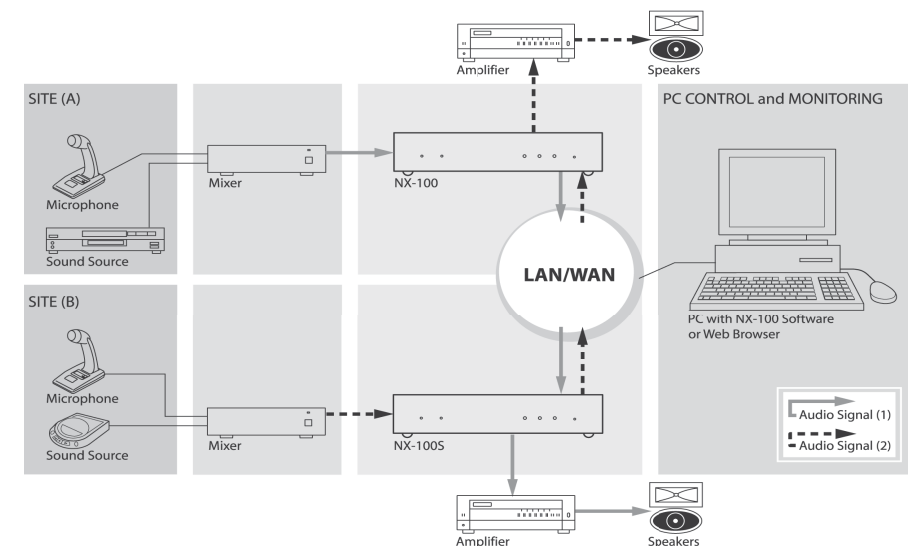 Amplifier
Speakers
SITE (A)
Microphone
Sound Source
Mixer
NX-100
PC CONTROL and MONITORING
LAN/WAN
PC with NX-100 Software
or Web Browser
SITE (B)
Microphone
Sound Source
Mixer
NX-100S
Audio Signal (1)
Audio Signal (2)
Amplifier
Speakers